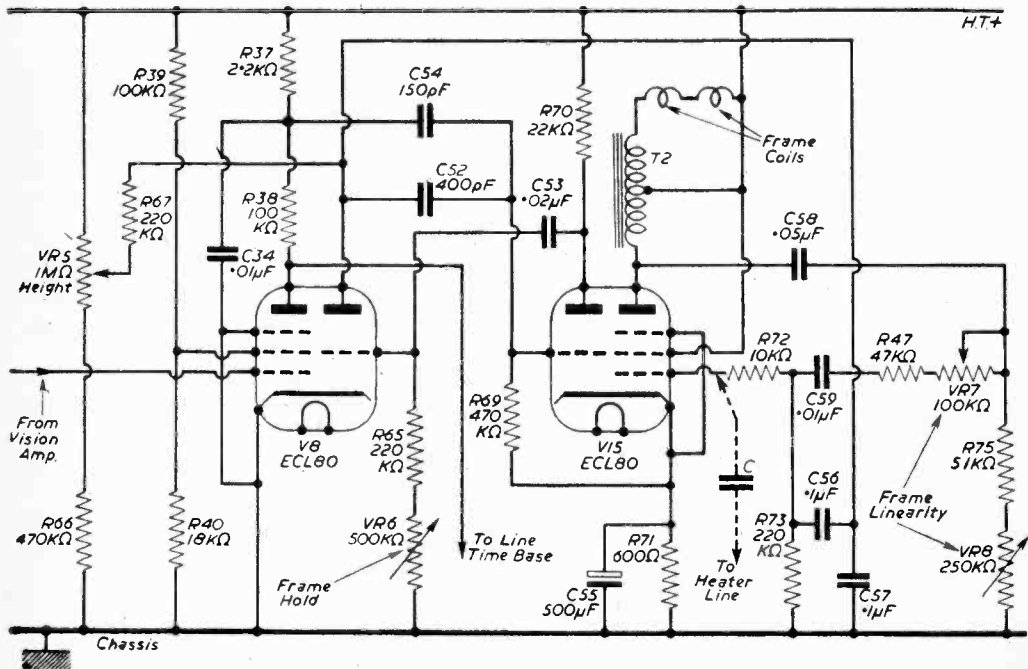 H.T.+
R37
2·2KΩ
R39
100KΩ
C54
150pF
R70
22KΩ
Frame
Coils
T2
C52
400pF
R67
220
KΩ
R38
100
KΩ
C53
·02µF
C58
·05µF
VR5
1MΩ
Height
C34
·01µF
R72
10KΩ
R47
47KΩ
C59
·01µF
VR7
100KΩ
R69
470
KΩ
From
Vision
Amp.
V8
ECL80
V15
ECL80
R65
220
KΩ
R75
51KΩ
C
C56
·1µF
Frame
Linearity
R66
470KΩ
R40
18KΩ
VR6
500KΩ
To Line
Time Base
R71
600Ω
R73
220
KΩ
VR8
250KΩ
To
Heater
Line
Frame
Hold
C55
500µF
C57
·1µF
Chassis